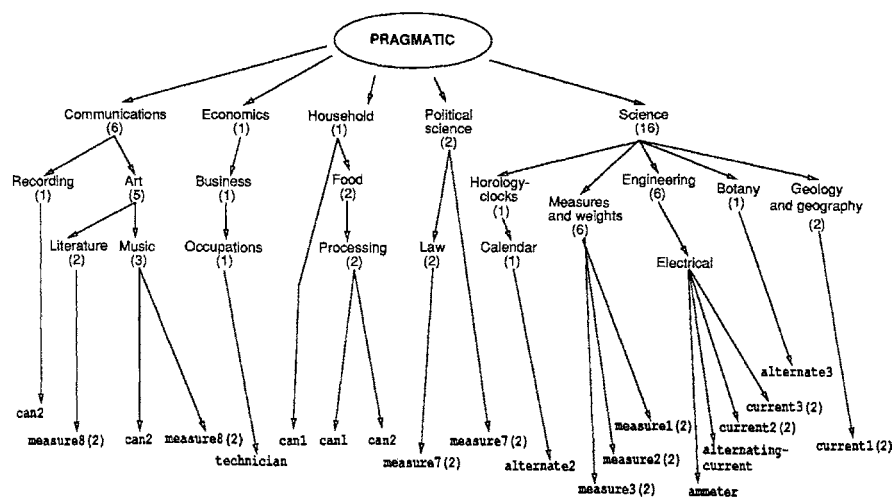 PRAGMATIC
Communications
(6)
Economics
(1)
Household
(1)
Political
science
(2)
Science
(16)
Recording
(1)
Art
(5)
Business
(1)
Food
(2)
Horology-
clocks
(1)
Measures
and weights
(6)
Engineering
(6)
Botany
(1)
Geology
and geography
(2)
Literature
(2)
Music
(3)
Occupations
(1)
Processing
(2)
Law
(2)
Calendar
(1)
Electrical
alternate3
can2
current3(2)
measure8(2)
can2
measure8(2)
can1
can1
can2
measure7(2)
measure1(2)
current2(2)
current1(2)
technician
measure7(2)
alternate2
measure2(2)
alternating-
current
measure3(2)
ammeter